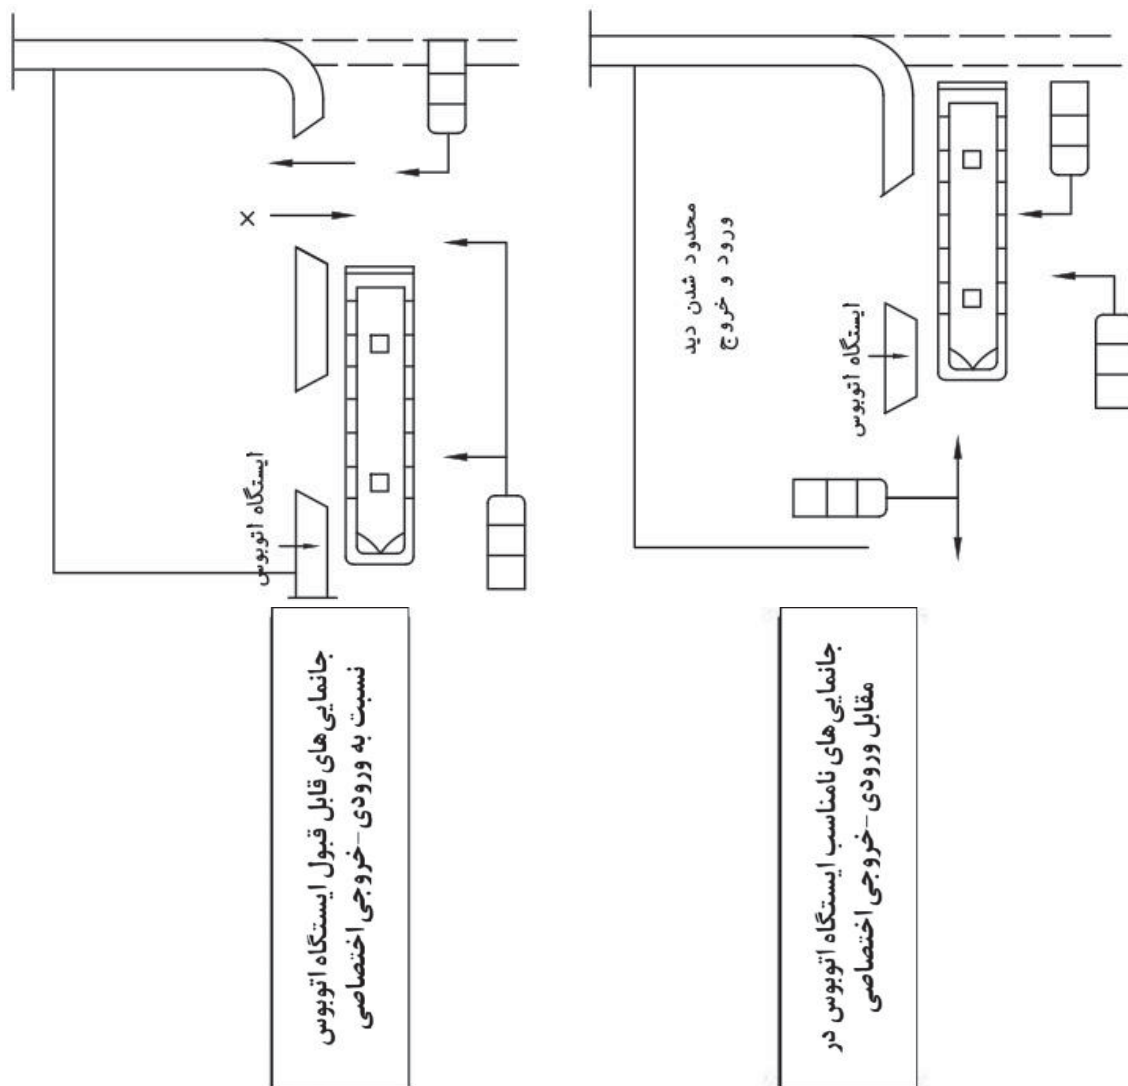 ×
ایستگاه اتوبوس
محدود شدن دید
ورود و خروج
ایستگاه اتوبوس
جانمایی‌های قابل قبول ایستگاه اتوبوس
نسبت به ورودی-خروجی اختصاصی
جانمایی‌های نامناسب ایستگاه اتوبوس در
مقابل ورودی-خروجی اختصاصی